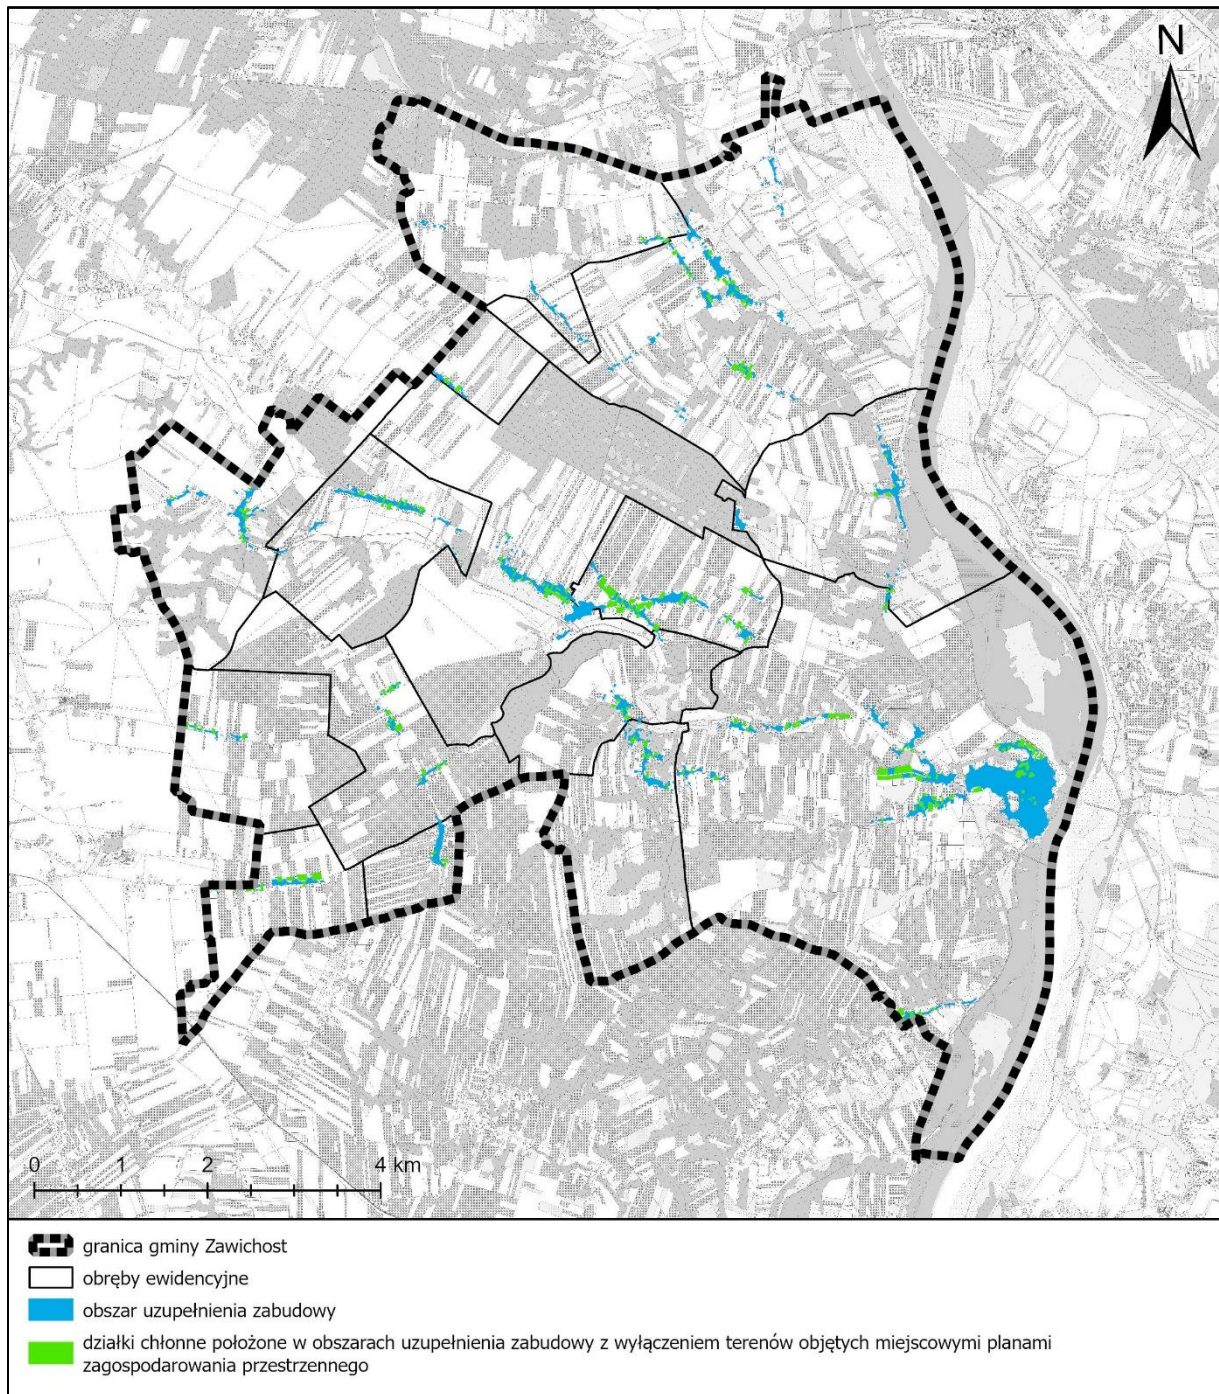 N
0 1 2 4 km
granica gminy Zawichost
obręby ewidencyjne
obszar uzupełnienia zabudowy
działki chłonne położone w obszarach uzupełnienia zabudowy z wyłączeniem terenów objętych miejscowymi planami
zagospodarowania przestrzennego